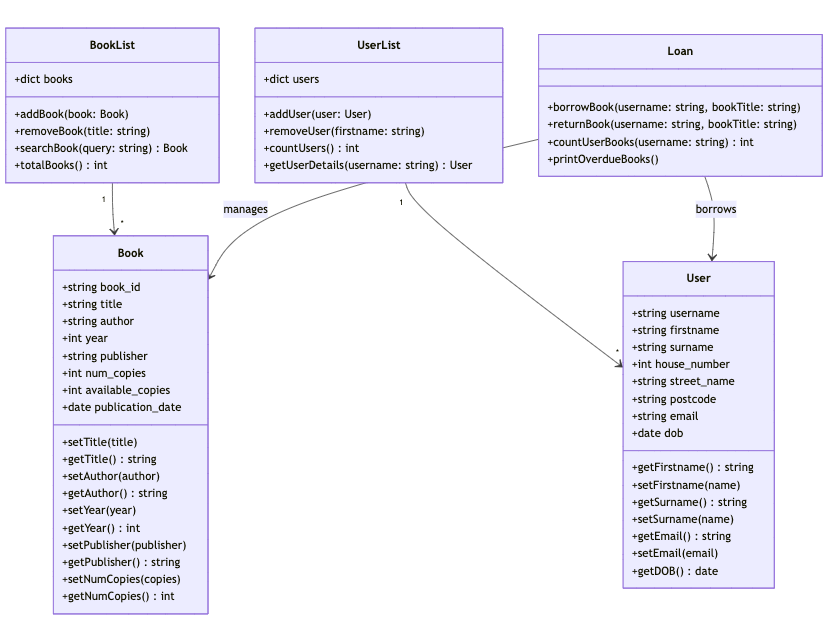 BookList
+dict books
+addBook(book: Book)
+removeBook(title: string)
+searchBook(query: string) : Book
+totalBooks() : int
UserList
+dict users
+addUser(user: User)
+removeUser(firstname: string)
+countUsers() : int
+getUserDetails(username: string) : User
Loan
+borrowBook(username: string, bookTitle: string)
+returnBook(username: string, bookTitle: string)
+countUserBooks(username: string) : int
+printOverdueBooks()
1
*
manages
1
*
borrows
Book
+string book_id
+string title
+string author
+int year
+string publisher
+int num_copies
+int available_copies
+date publication_date
+setTitle(title)
+getTitle() : string
+setAuthor(author)
+getAuthor() : string
+setYear(year)
+getYear() : int
+setPublisher(publisher)
+getPublisher() : string
+setNumCopies(copies)
+getNumCopies() : int
User
+string username
+string firstname
+string surname
+int house_number
+string street_name
+string postcode
+string email
+date dob
+getFirstname() : string
+setFirstname(name)
+getSurname() : string
+setSurname(name)
+getEmail() : string
+setEmail(email)
+getDOB() : date